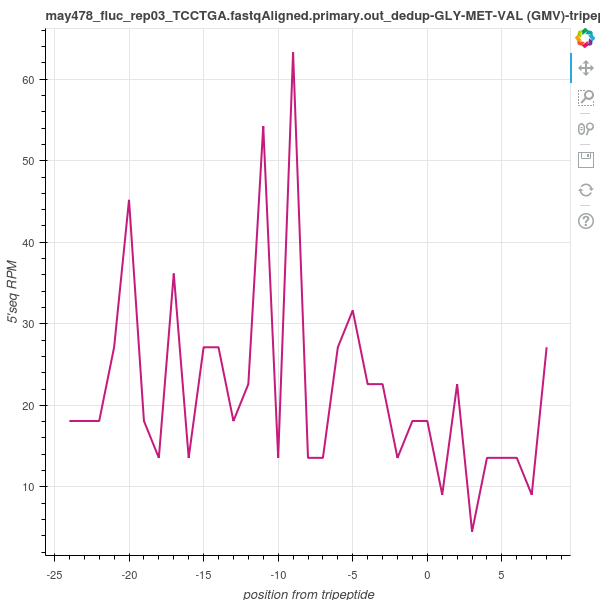 may478_fluc_rep03_TCCTGA.fastqAligned.primary.out_dedup-GLY-MET-VAL (GMV)-tripe
60
50
40
30
20
10
5'seq RPM
-25 -20 -15 -10 -5 0 5
position from tripeptide